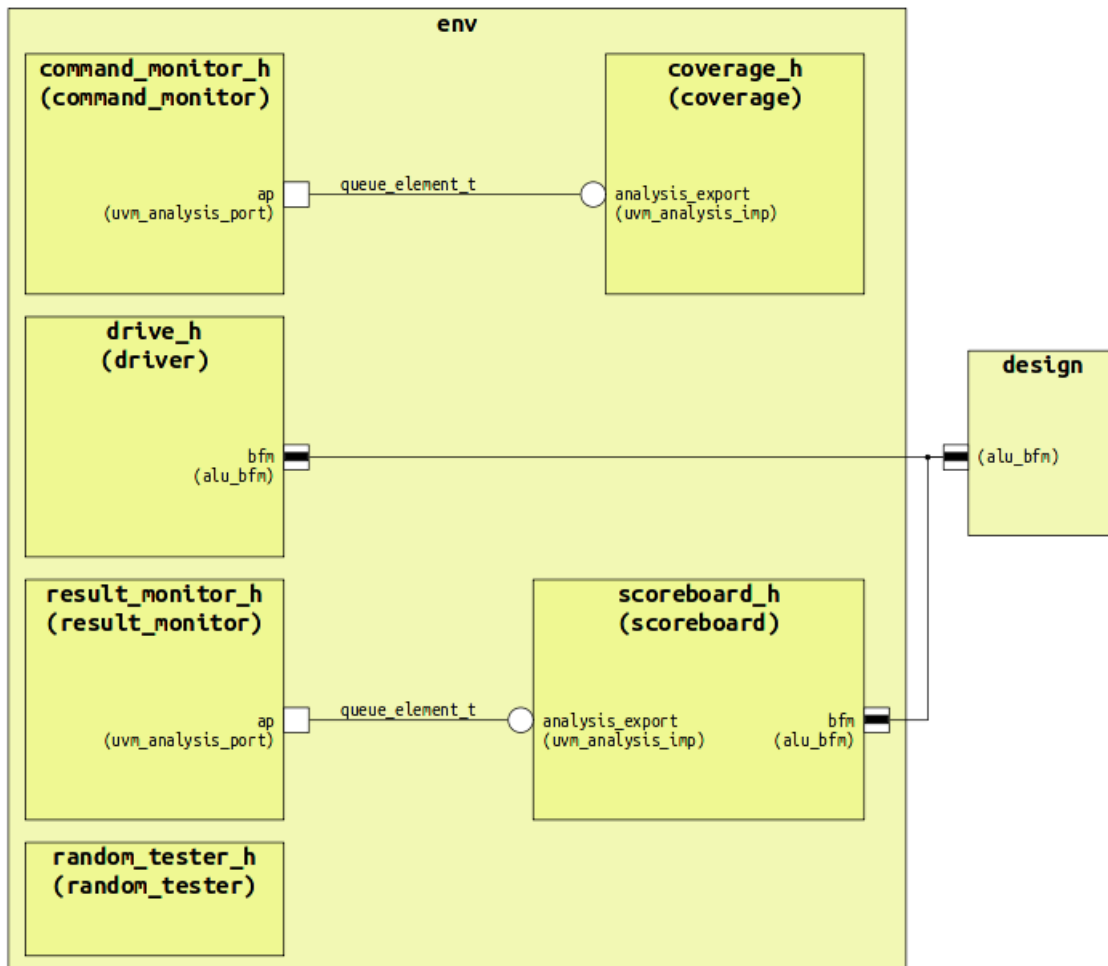 env
command_monitor_h
(command_monitor)
ap
(uvm_analysis_port)
queue_element_t
coverage_h
(coverage)
analysis_export
(uvm_analysis_imp)
drive_h
(driver)
bfm
(alu_bfm)
design
(alu_bfm)
result_monitor_h
(result_monitor)
ap
(uvm_analysis_port)
queue_element_t
scoreboard_h
(scoreboard)
analysis_export
(uvm_analysis_imp)
bfm
(alu_bfm)
random_tester_h
(random_tester)